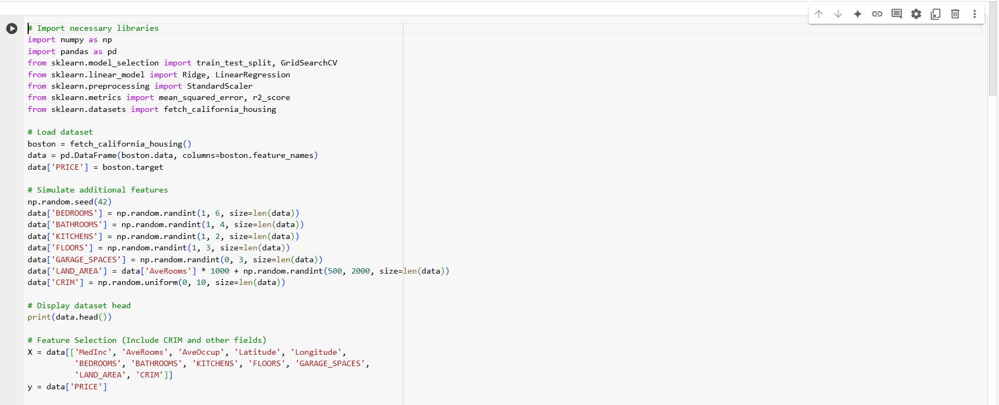 # Import necessary libraries
import numpy as np
import pandas as pd
from sklearn.model_selection import train_test_split, GridSearchCV
from sklearn.linear_model import Ridge, LinearRegression
from sklearn.preprocessing import StandardScaler
from sklearn.metrics import mean_squared_error, r2_score
from sklearn.datasets import fetch_california_housing

# Load dataset
boston = fetch_california_housing()
data = pd.DataFrame(boston.data, columns=boston.feature_names)
data['PRICE'] = boston.target

# Simulate additional features
np.random.seed(42)
data['BEDROOMS'] = np.random.randint(1, 6, size=len(data))
data['BATHROOMS'] = np.random.randint(1, 4, size=len(data))
data['KITCHENS'] = np.random.randint(1, 2, size=len(data))
data['FLOORS'] = np.random.randint(1, 3, size=len(data))
data['GARAGE_SPACES'] = np.random.randint(0, 3, size=len(data))
data['LAND_AREA'] = data['AveRooms'] * 1000 + np.random.randint(500, 2000, size=len(data))
data['CRIM'] = np.random.uniform(0, 10, size=len(data))

# Display dataset head
print(data.head())

# Feature Selection (Include CRIM and other fields)
X = data[['MedInc', 'AveRooms', 'AveOccup', 'Latitude', 'Longitude',
          'BEDROOMS', 'BATHROOMS', 'KITCHENS', 'FLOORS', 'GARAGE_SPACES',
          'LAND_AREA', 'CRIM']]
y = data['PRICE']